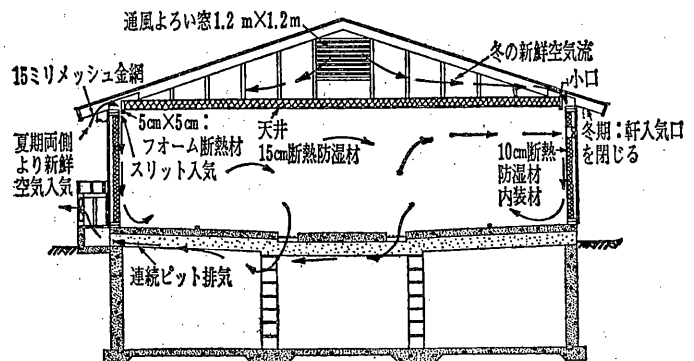 通風よろい窓1.2 m×1.2m
冬の新鮮空気流
15ミリメッシュ金網
小口
5cm×5cm:
フォーム断熱材
スリット入気
天井
15cm断熱防湿材
夏期両側
より新鮮
空気入気
10cm断熱
防湿材
内装材
冬期:軒入気口
を閉じる
連続ピット排気